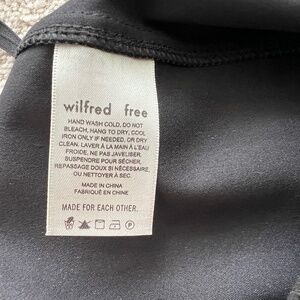 wilfred free
HAND WASH COLD, DO NOT
BLEACH, HANG TO DRY, COOL
IRON ONLY IF NEEDED, OR DRY
CLEAN. LAVER À LA MAIN À L'EAU
FROIDE, NE PAS JAVELISER,
SUSPENDRE POUR SÉCHER,
REPASSAGE DOUX SI NÉCESSAIRE,
OU NETTOYER À SEC.
MADE IN CHINA
FABRIQUÉ EN CHINE
MADE FOR EACH OTHER.
P